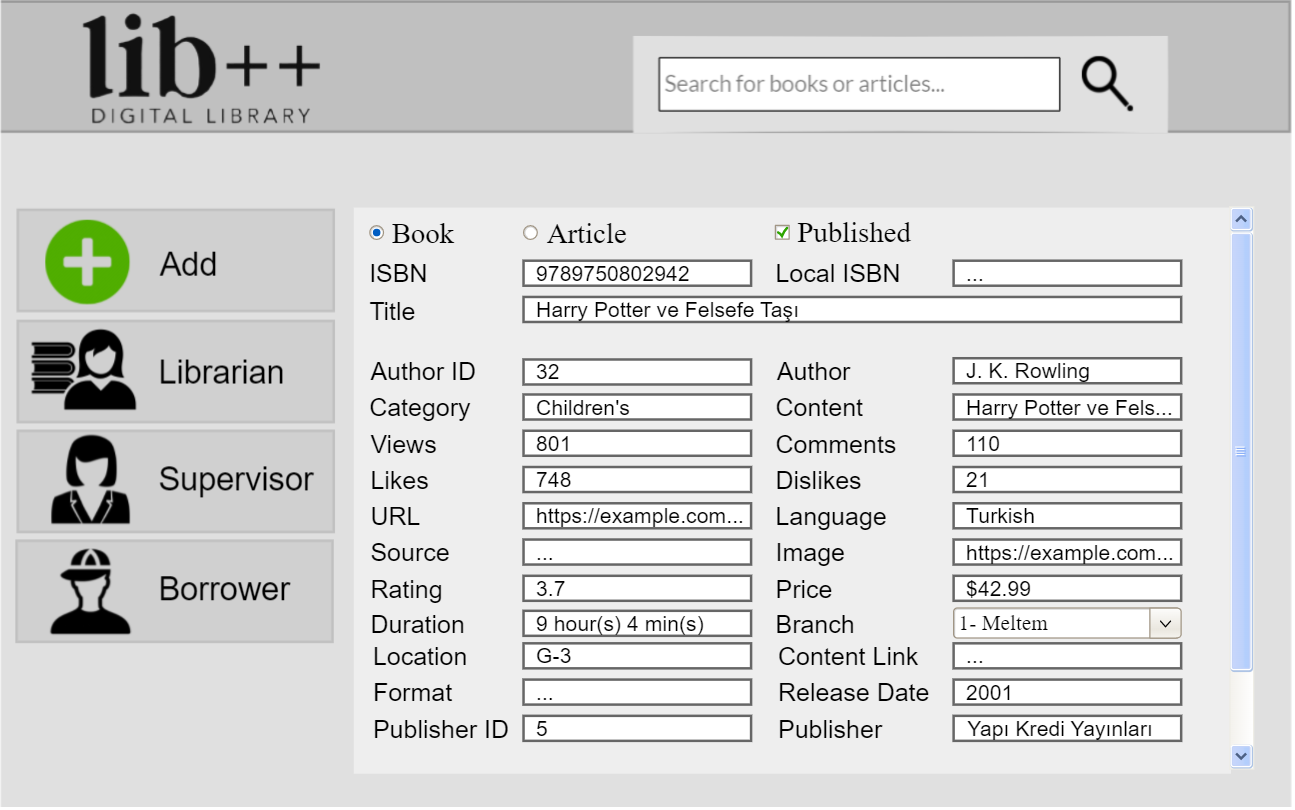 lib++
DIGITAL LIBRARY
Search for books or articles...
Add
Librarian
Supervisor
Borrower
Book Article Published
ISBN 9789750802942 Local ISBN ...
Title Harry Potter ve Felsefe Taşı
Author ID 32 Author J. K. Rowling
Category Children's Content Harry Potter ve Fels...
Views 801 Comments 110
Likes 748 Dislikes 21
URL https://example.com... Language Turkish
Source ... Image https://example.com...
Rating 3.7 Price $42.99
Duration 9 hour(s) 4 min(s) Branch 1- Meltem
Location G-3 Content Link ...
Format ... Release Date 2001
Publisher ID 5 Publisher Yapı Kredi Yayınları